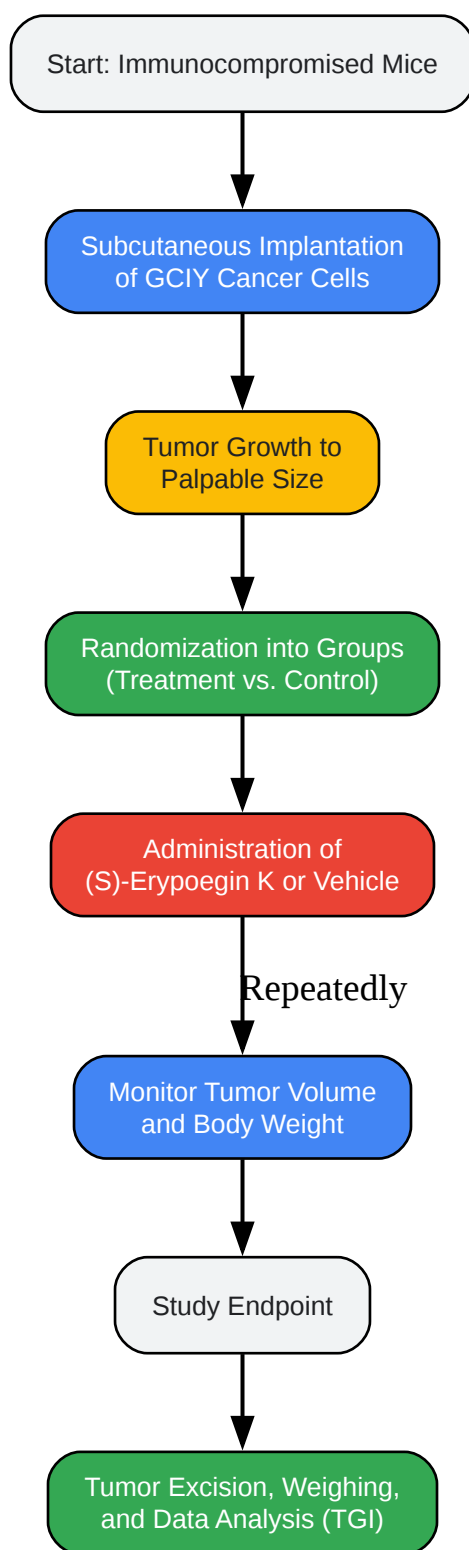 Start: Immunocompromised Mice
Subcutaneous Implantation
of GCIY Cancer Cells
Tumor Growth to
Palpable Size
Randomization into Groups
(Treatment vs. Control)
Administration of
(S)-Erypoegin K or Vehicle
Repeatedly
Monitor Tumor Volume
and Body Weight
Study Endpoint
Tumor Excision, Weighing,
and Data Analysis (TGI)